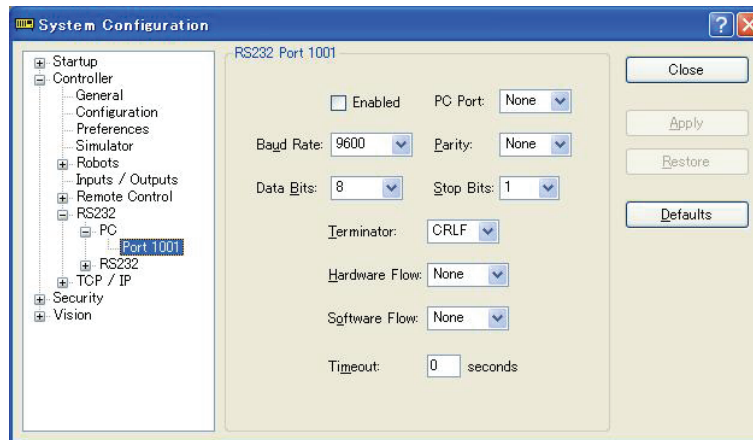 System Configuration
Startup
Controller
General
Configuration
Preferences
Simulator
Robots
Inputs / Outputs
Remote Control
RS232
PC
Port 1001
RS232
TCP / IP
Security
Vision
RS232 Port 1001
Enabled PC Port: None
Baud Rate: 9600 Parity: None
Data Bits: 8 Stop Bits: 1
Terminator: CRLF
Hardware Flow: None
Software Flow: None
Timeout: 0 seconds
Close
Apply
Restore
Defaults